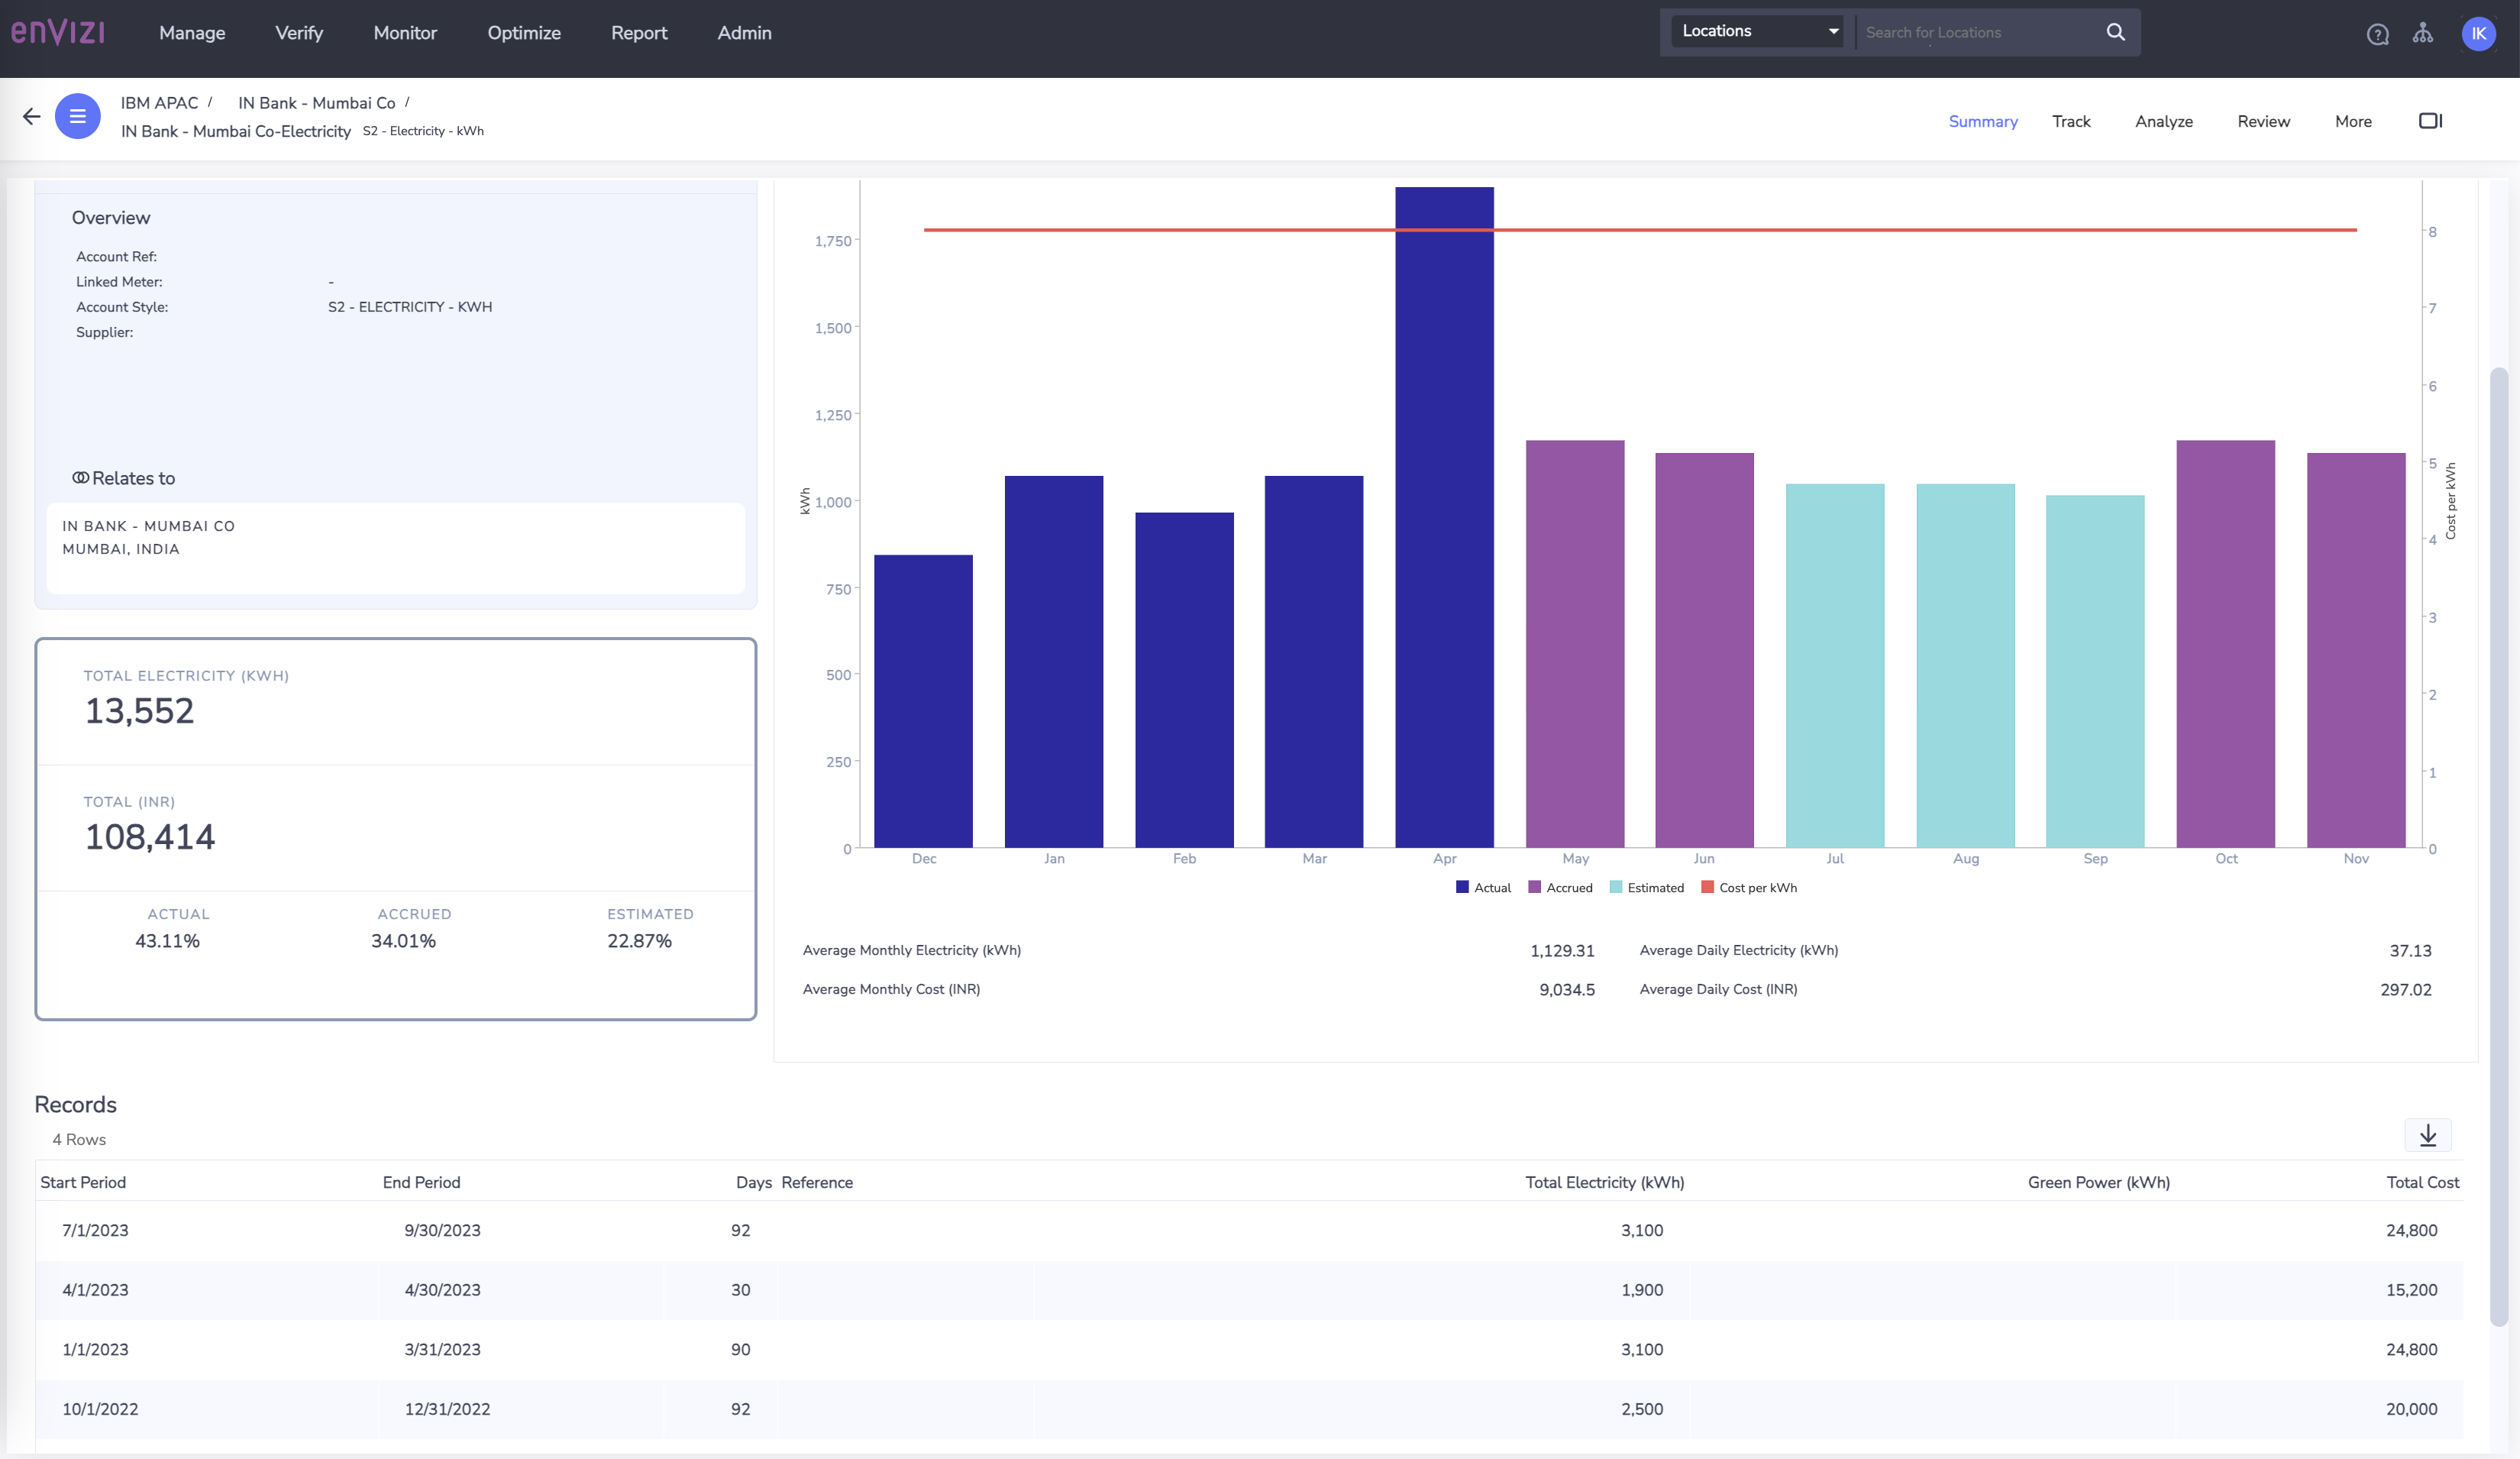 enVizi
Manage Verify Monitor Optimize Report Admin
Locations Search for Locations
IK
IBM APAC / IN Bank - Mumbai Co /
IN Bank - Mumbai Co-Electricity S2 - Electricity - kWh
Summary Track Analyze Review More
Overview
Account Ref:
Linked Meter: -
Account Style: S2 - ELECTRICITY - KWH
Supplier:
Relates to
IN BANK - MUMBAI CO
MUMBAI, INDIA
TOTAL ELECTRICITY (KWH)
13,552
TOTAL (INR)
108,414
ACTUAL ACCRUED ESTIMATED
43.11% 34.01% 22.87%
kWh
1,750
1,500
1,250
1,000
750
500
250
0
8
7
6
5
4
3
2
1
0
Cost per kWh
Dec Jan Feb Mar Apr May Jun Jul Aug Sep Oct Nov
Actual Accrued Estimated Cost per kWh
Average Monthly Electricity (kWh) 1,129.31 Average Daily Electricity (kWh) 37.13
Average Monthly Cost (INR) 9,034.5 Average Daily Cost (INR) 297.02
Records
4 Rows
Start Period End Period Days Reference Total Electricity (kWh) Green Power (kWh) Total Cost
7/1/2023 9/30/2023 92 3,100 24,800
4/1/2023 4/30/2023 30 1,900 15,200
1/1/2023 3/31/2023 90 3,100 24,800
10/1/2022 12/31/2022 92 2,500 20,000